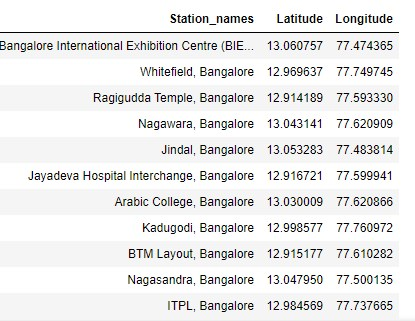 Station_names Latitude Longitude
Bangalore International Exhibition Centre (BIE... 13.060757 77.474365
Whitefield, Bangalore 12.969637 77.749745
Ragigudda Temple, Bangalore 12.914189 77.593330
Nagawara, Bangalore 13.043141 77.620909
Jindal, Bangalore 13.053283 77.483814
Jayadeva Hospital Interchange, Bangalore 12.916721 77.599941
Arabic College, Bangalore 13.030009 77.620866
Kadugodi, Bangalore 12.998577 77.760972
BTM Layout, Bangalore 12.915177 77.610282
Nagasandra, Bangalore 13.047950 77.500135
ITPL, Bangalore 12.984569 77.737665